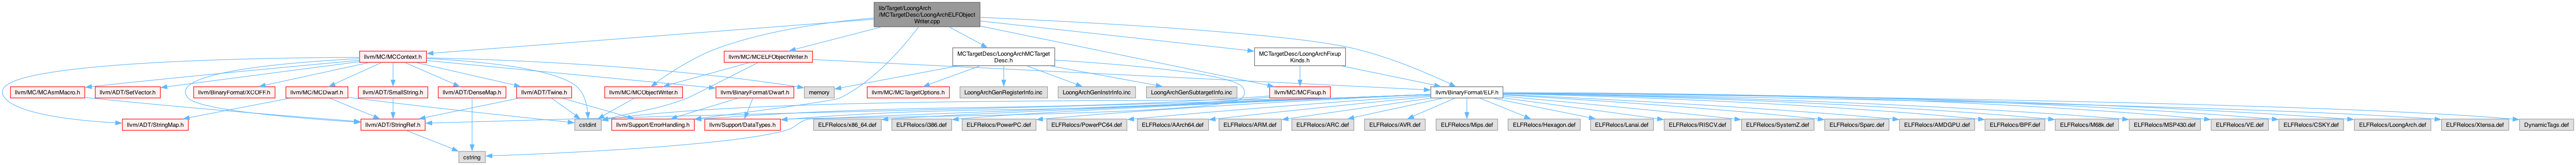 lib/Target/LoongArch
/MCTargetDesc/LoongArchELFObject
Writer.cpp
llvm/MC/MCContext.h
llvm/MC/MCELFObjectWriter.h
MCTargetDesc/LoongArchMCTarget
Desc.h
MCTargetDesc/LoongArchFixup
Kinds.h
llvm/MC/MCAsmMacro.h
llvm/ADT/SetVector.h
llvm/BinaryFormat/XCOFF.h
llvm/MC/MCDwarf.h
llvm/ADT/SmallString.h
llvm/ADT/DenseMap.h
llvm/ADT/Twine.h
llvm/MC/MCObjectWriter.h
llvm/BinaryFormat/Dwarf.h
memory
llvm/MC/MCTargetOptions.h
LoongArchGenRegisterInfo.inc
LoongArchGenInstrInfo.inc
LoongArchGenSubtargetInfo.inc
llvm/MC/MCFixup.h
llvm/BinaryFormat/ELF.h
llvm/ADT/StringMap.h
llvm/ADT/StringRef.h
cstdint
llvm/Support/ErrorHandling.h
llvm/Support/DataTypes.h
ELFRelocs/x86_64.def
ELFRelocs/i386.def
ELFRelocs/PowerPC.def
ELFRelocs/PowerPC64.def
ELFRelocs/AArch64.def
ELFRelocs/ARM.def
ELFRelocs/ARC.def
ELFRelocs/AVR.def
ELFRelocs/Mips.def
ELFRelocs/Hexagon.def
ELFRelocs/Lanai.def
ELFRelocs/RISCV.def
ELFRelocs/SystemZ.def
ELFRelocs/Sparc.def
ELFRelocs/AMDGPU.def
ELFRelocs/BPF.def
ELFRelocs/M68k.def
ELFRelocs/MSP430.def
ELFRelocs/VE.def
ELFRelocs/CSKY.def
ELFRelocs/LoongArch.def
ELFRelocs/Xtensa.def
DynamicTags.def
cstring